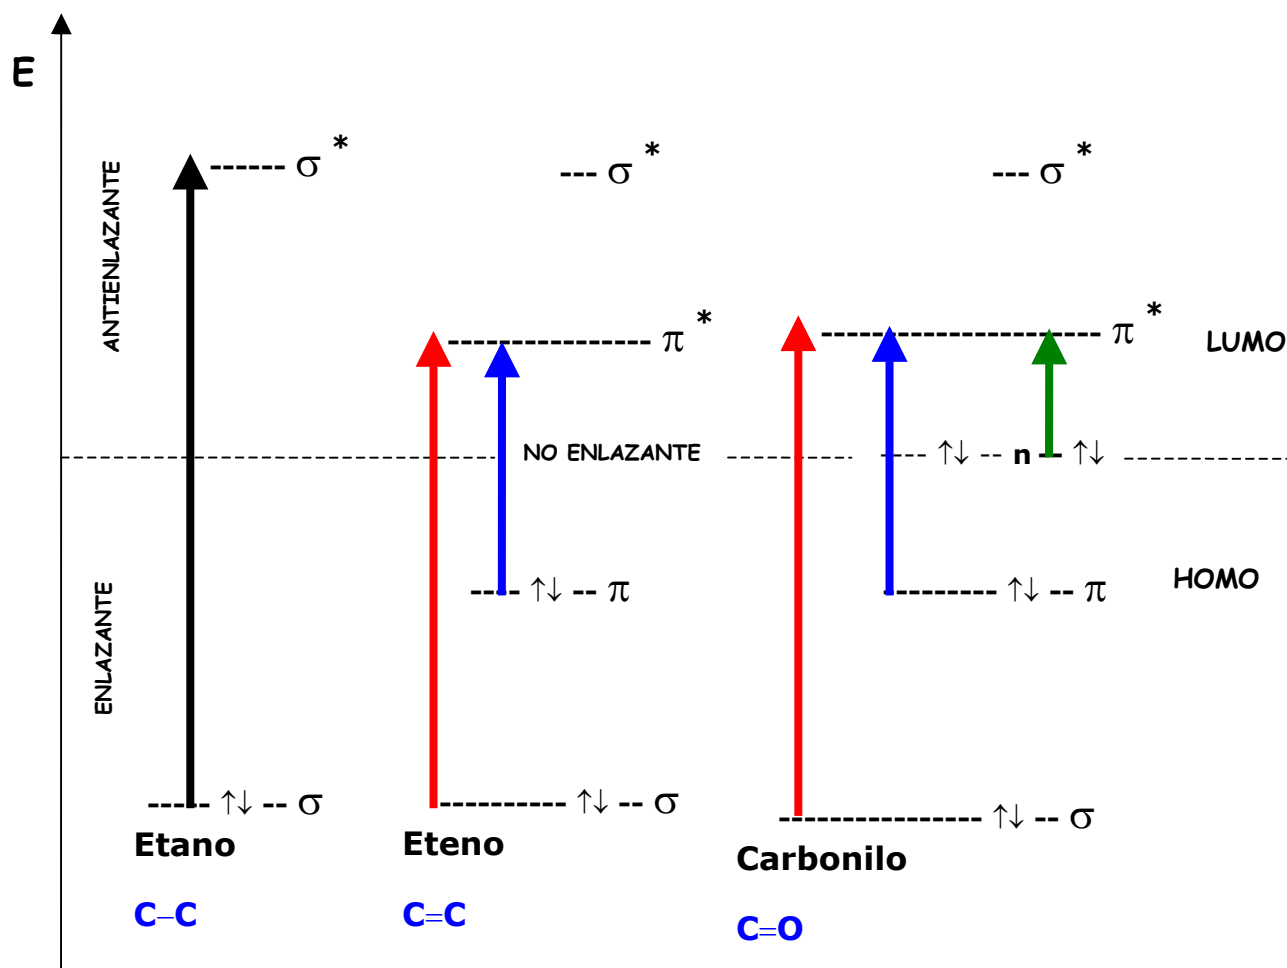 E
ANTIENLAZANTE
ENLAZANTE
σ *
σ *
σ *
π *
π *
LUMO
NO ENLAZANTE
↑↓ n ↑↓
HOMO
↑↓ π
↑↓ π
↑↓ σ
↑↓ σ
↑↓ σ
Etano
Eteno
Carbonilo
C–C
C=C
C=O